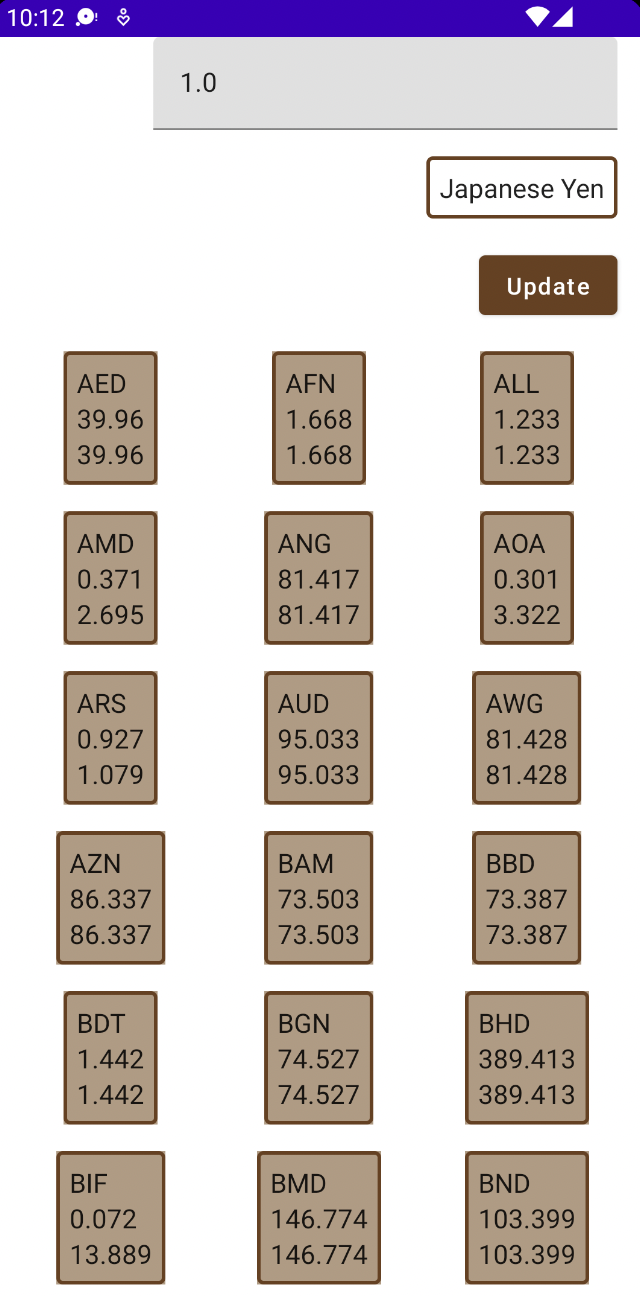 10:12
1.0
Japanese Yen
Update
AED
39.96
39.96
AFN
1.668
1.668
ALL
1.233
1.233
AMD
0.371
2.695
ANG
81.417
81.417
AOA
0.301
3.322
ARS
0.927
1.079
AUD
95.033
95.033
AWG
81.428
81.428
AZN
86.337
86.337
BAM
73.503
73.503
BBD
73.387
73.387
BDT
1.442
1.442
BGN
74.527
74.527
BHD
389.413
389.413
BIF
0.072
13.889
BMD
146.774
146.774
BND
103.399
103.399